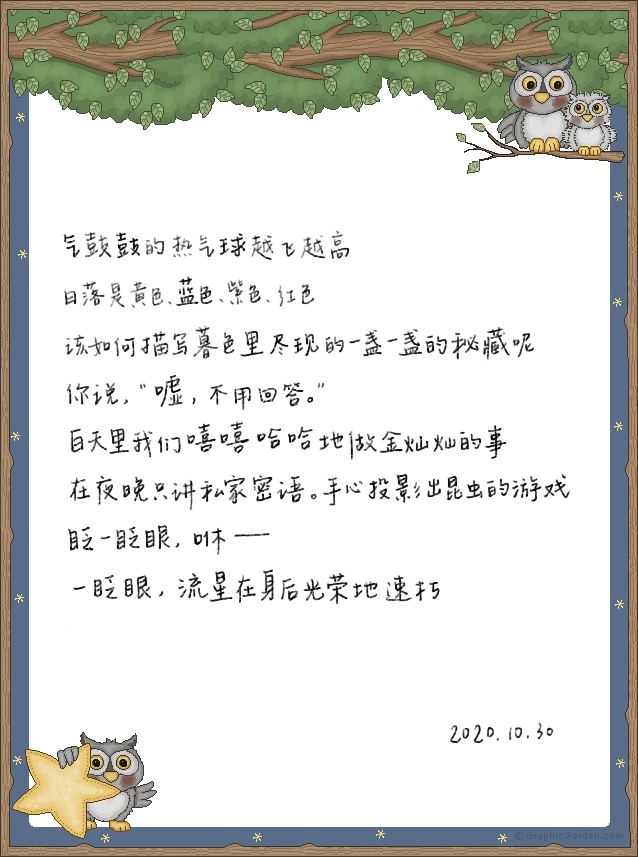 气鼓鼓的热气球越飞越高
日落是黄色、蓝色、紫色、红色
该如何描写暮色里尽现的一盏一盏的秘藏呢
你说，“嘘，不用回答。”
白天里我们嘻嘻哈哈地做金灿灿的事
在夜晚只讲私家密语。手心投影出昆虫的游戏
眨一眨眼，咻——
一眨眼，流星在身后光荣地速朽
2020.10.30
©GraphicGarden.com